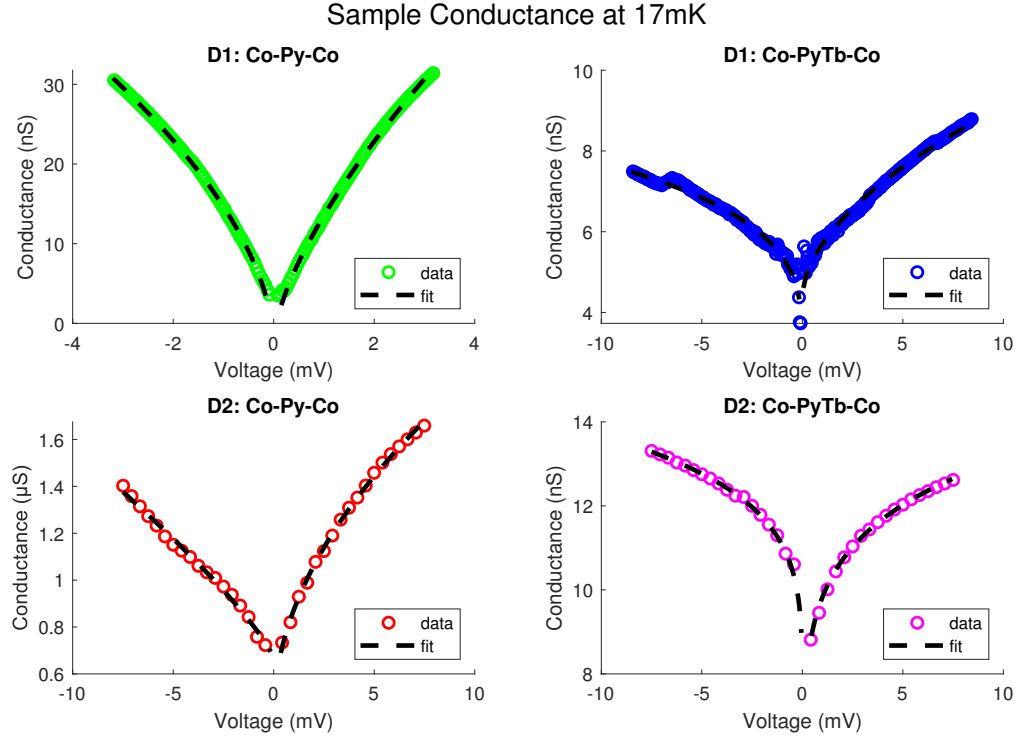 Sample Conductance at 17mK
D1: Co-Py-Co
Conductance (nS)
30
20
10
0
-4
-2
0
2
4
Voltage (mV)
data
fit
D1: Co-PyTb-Co
Conductance (nS)
10
8
6
4
-10
-5
0
5
10
Voltage (mV)
data
fit
D2: Co-Py-Co
Conductance (µS)
1.6
1.4
1.2
1
0.8
0.6
-10
-5
0
5
10
Voltage (mV)
data
fit
D2: Co-PyTb-Co
Conductance (nS)
14
12
10
8
-10
-5
0
5
10
Voltage (mV)
data
fit